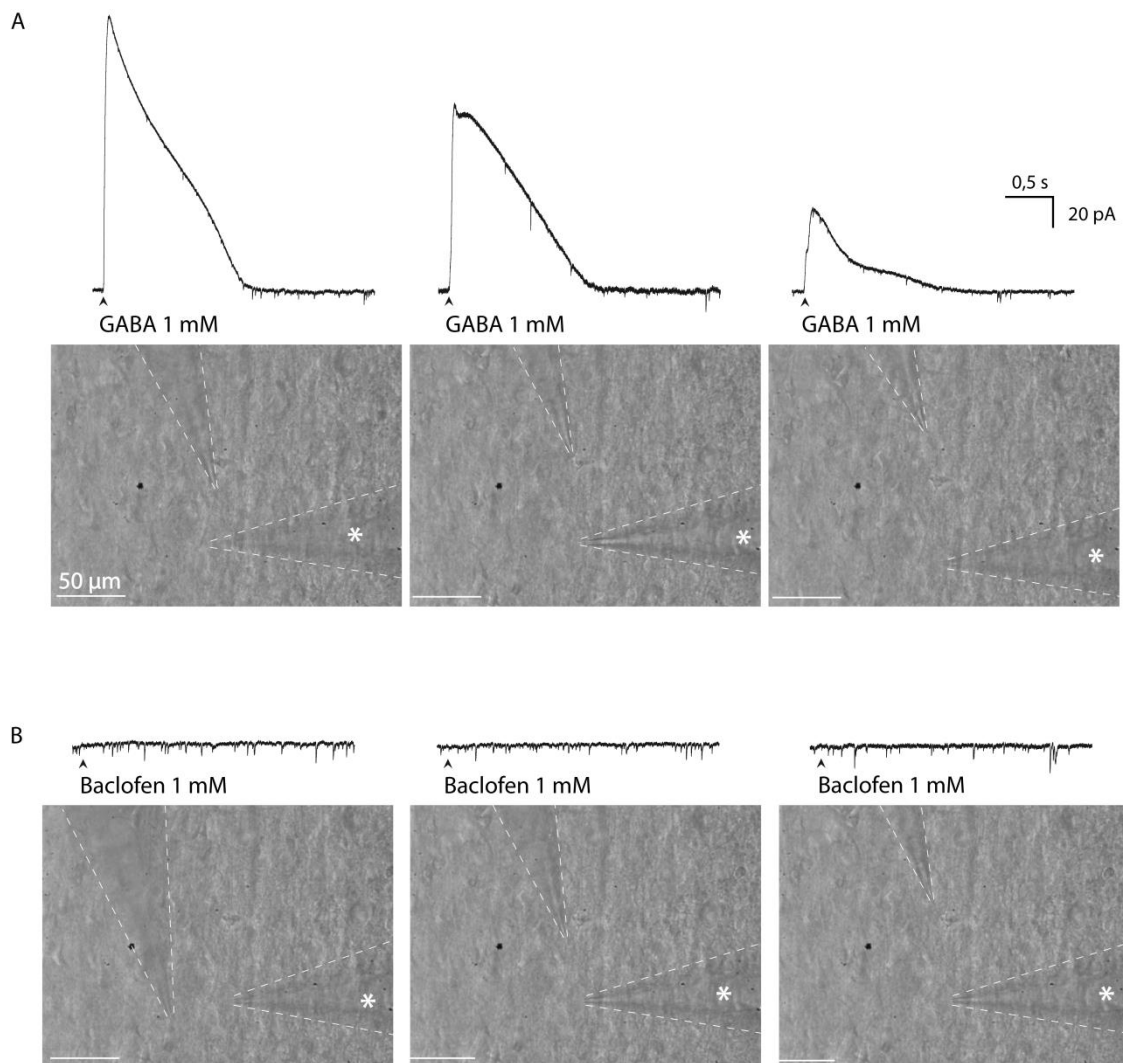 A
0,5 s
20 pA
GABA 1 mM
GABA 1 mM
GABA 1 mM
*
*
*
50 µm
B
Baclofen 1 mM
Baclofen 1 mM
Baclofen 1 mM
*
*
*